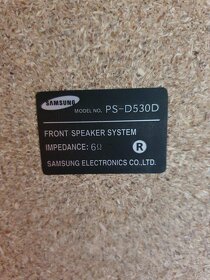 SAMSUNG MODEL NO. PS-D530D
FRONT SPEAKER SYSTEM
IMPEDANCE: 6Ω R
SAMSUNG ELECTRONICS CO.,LTD.